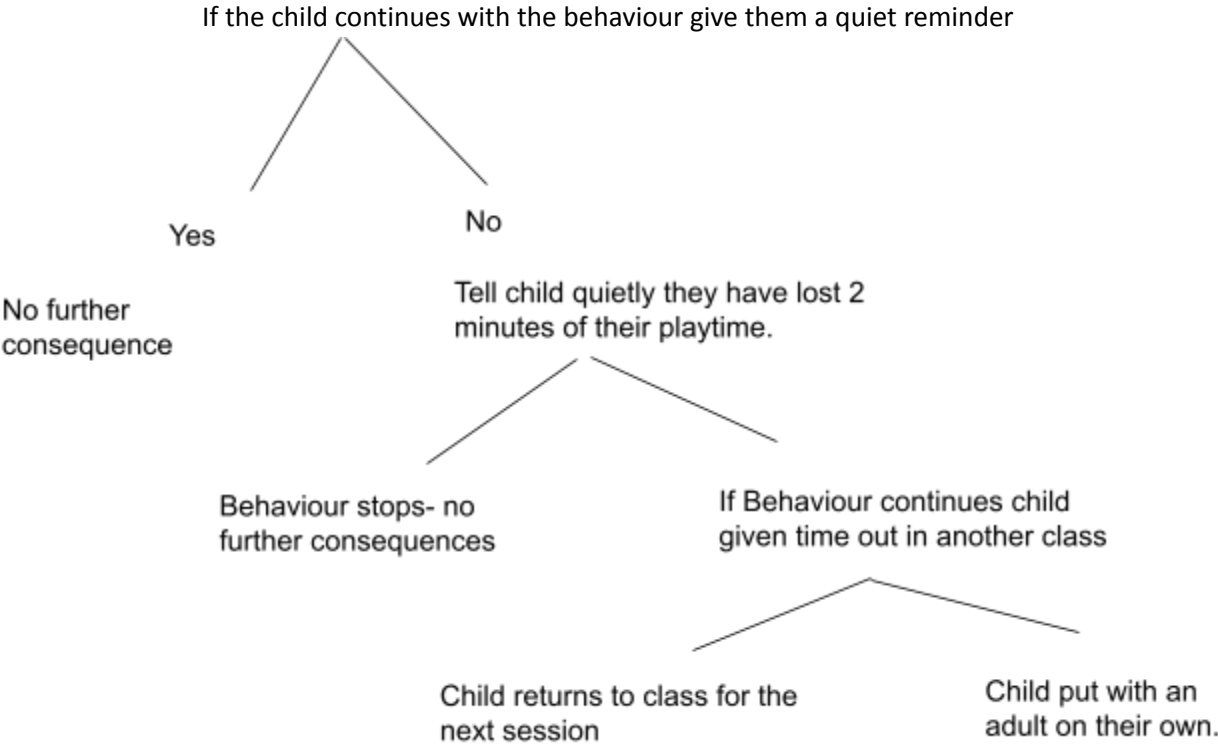 If the child continues with the behaviour give them a quiet reminder
Yes
No
No further
consequence
Tell child quietly they have lost 2
minutes of their playtime.
Behaviour stops- no
further consequences
If Behaviour continues child
given time out in another class
Child returns to class for the
next session
Child put with an
adult on their own.